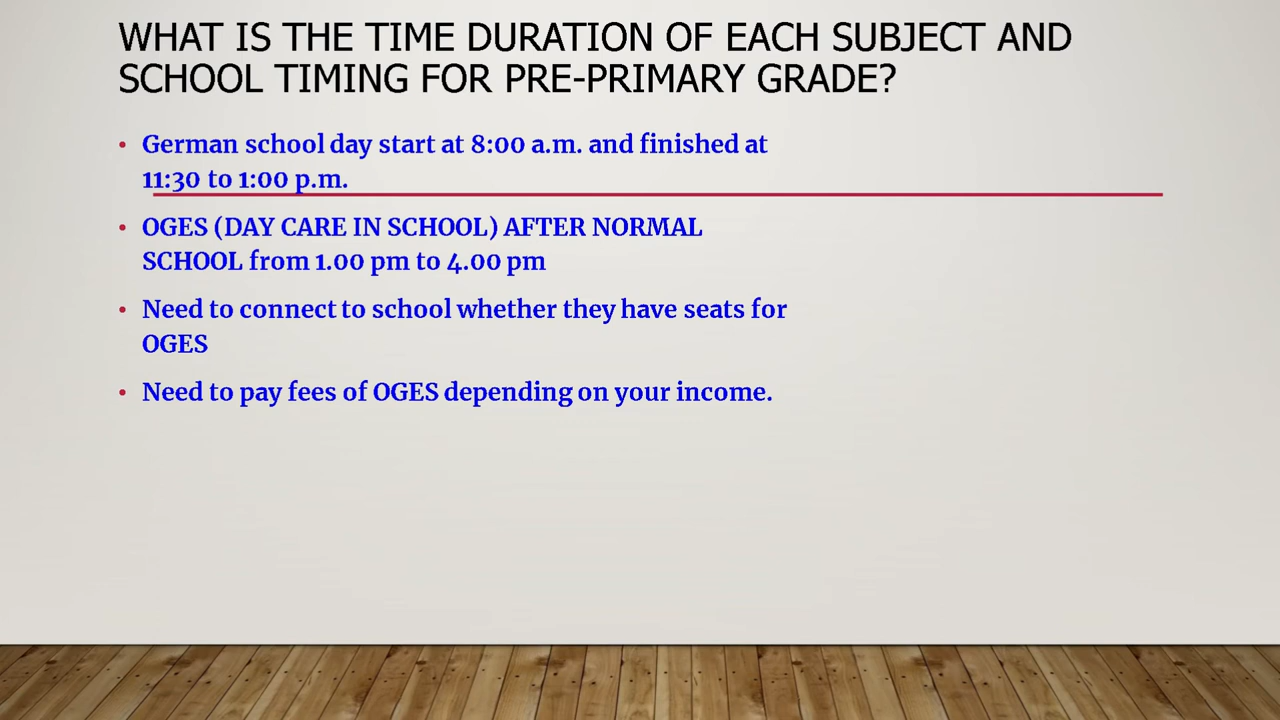 WHAT IS THE TIME DURATION OF EACH SUBJECT AND
SCHOOL TIMING FOR PRE-PRIMARY GRADE?
• German school day start at 8:00 a.m. and finished at
11:30 to 1:00 p.m.
• OGES (DAY CARE IN SCHOOL) AFTER NORMAL
SCHOOL from 1.00 pm to 4.00 pm
• Need to connect to school whether they have seats for
OGES
• Need to pay fees of OGES depending on your income.